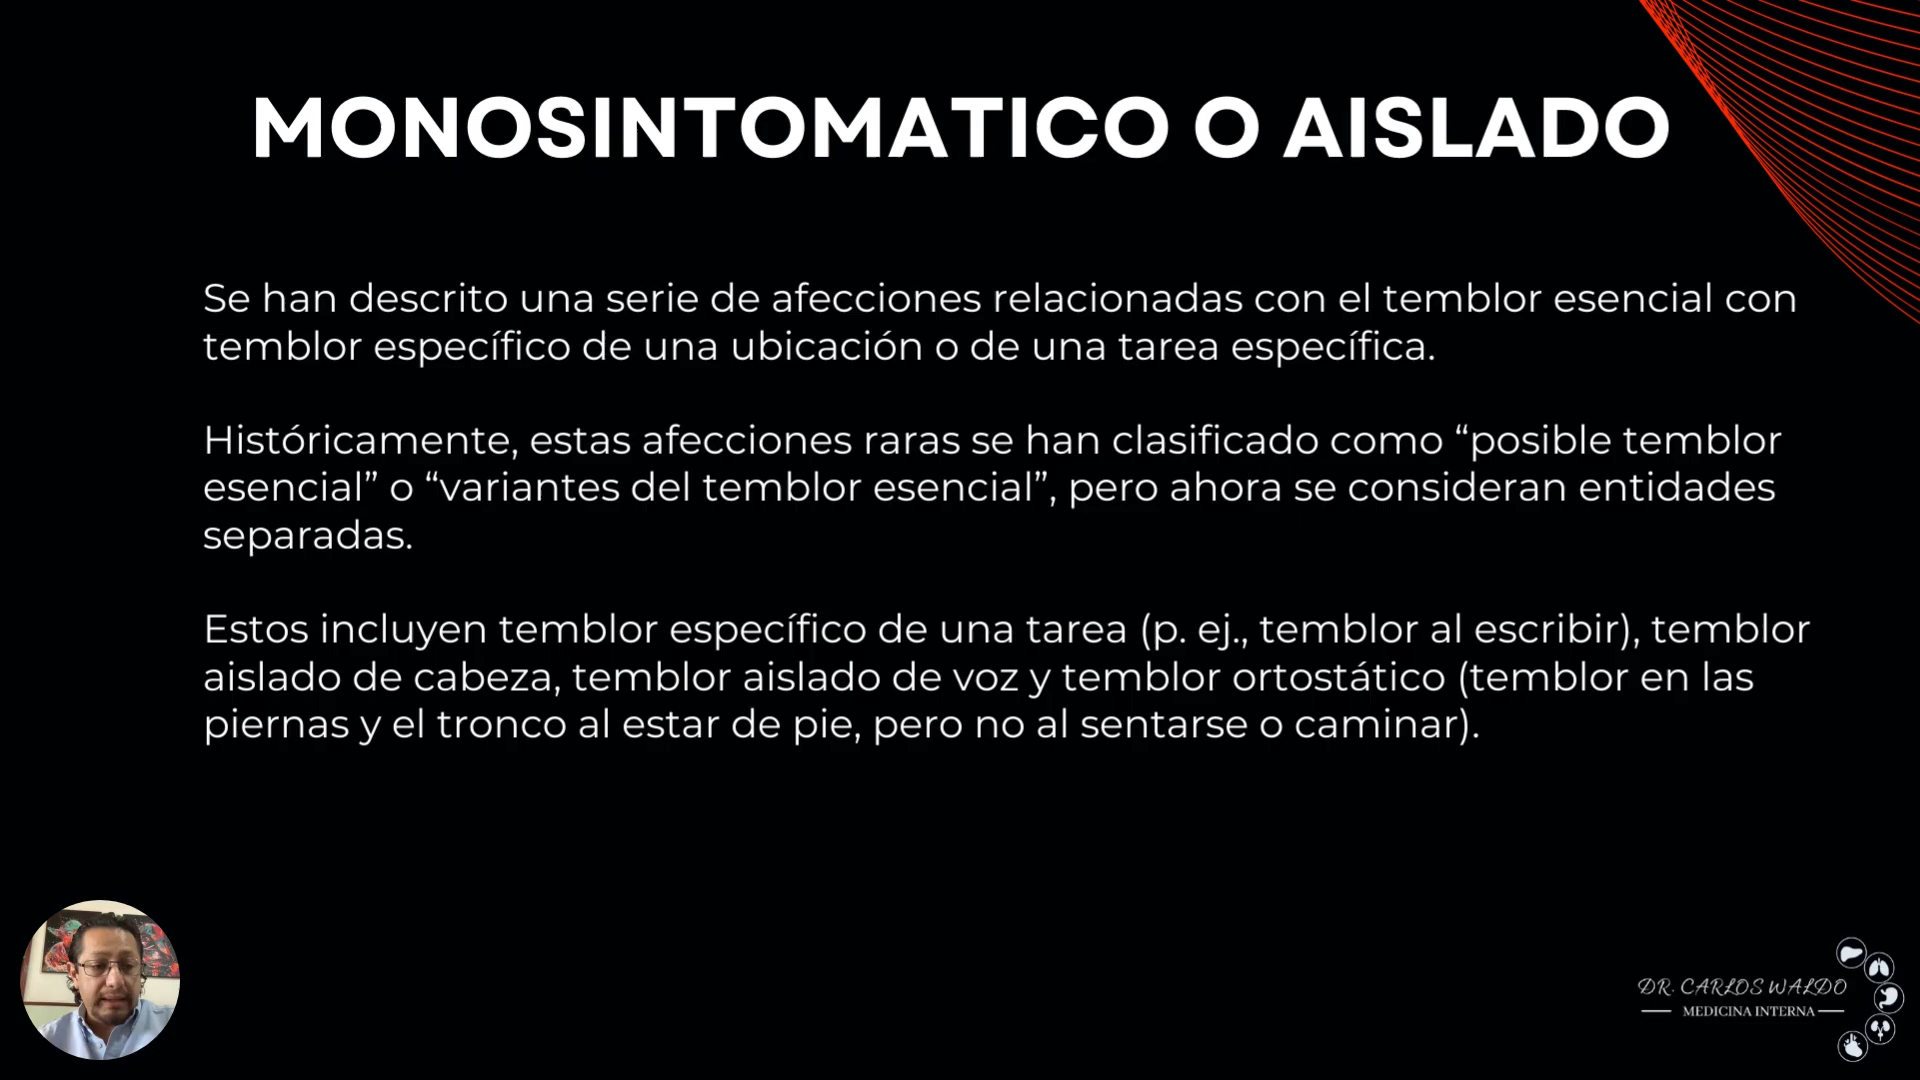 MONOSINTOMATICO O AISLADO
Se han descrito una serie de afecciones relacionadas con el temblor esencial con
temblor específico de una ubicación o de una tarea específica.
Históricamente, estas afecciones raras se han clasificado como “posible temblor
esencial” o “variantes del temblor esencial”, pero ahora se consideran entidades
separadas.
Estos incluyen temblor específico de una tarea (p. ej., temblor al escribir), temblor
aislado de cabeza, temblor aislado de voz y temblor ortostático (temblor en las
piernas y el tronco al estar de pie, pero no al sentarse o caminar).
DR. CARLOS WALDO
MEDICINA INTERNA